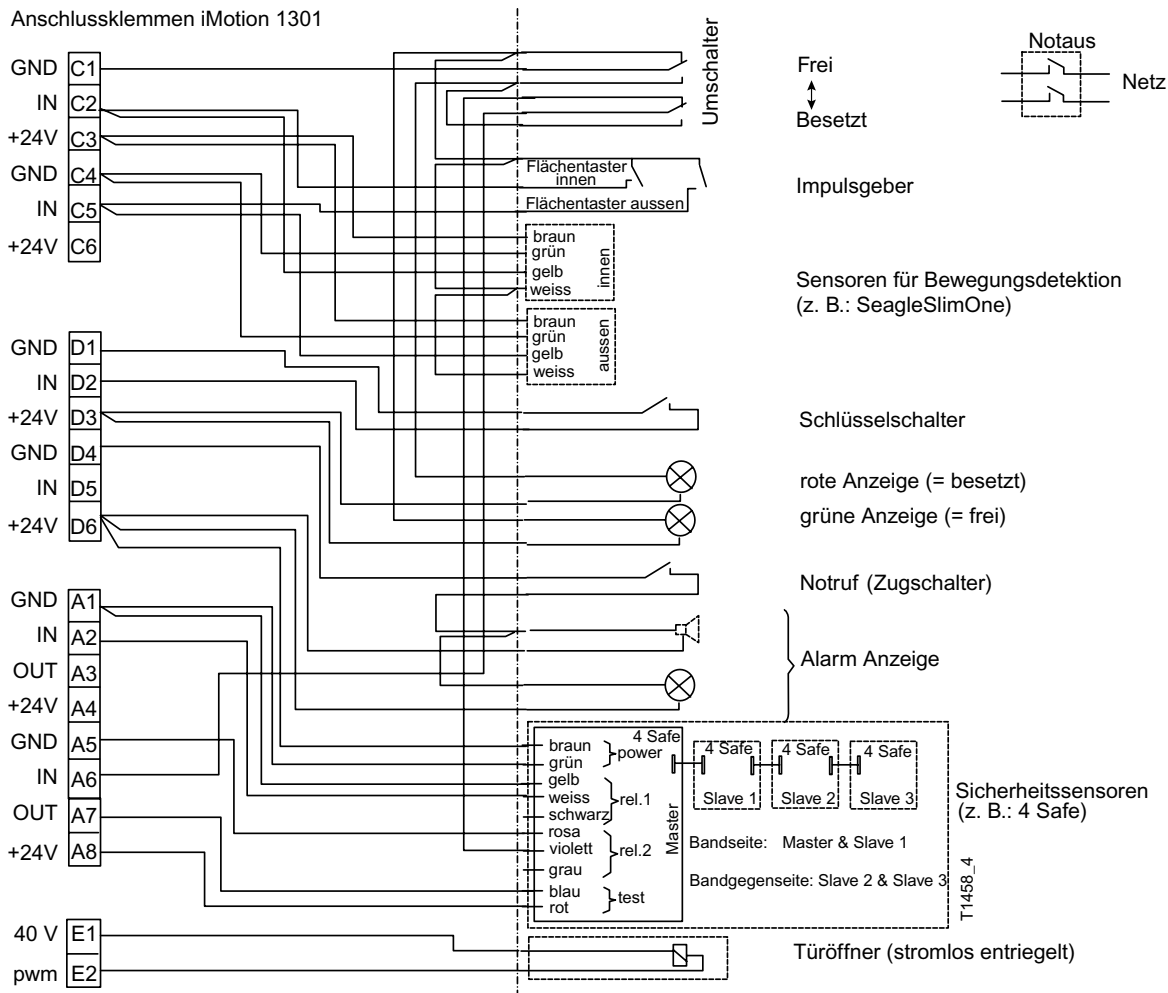 Anschlussklemmen iMotion 1301
GND C1
IN C2
+24V C3
GND C4
IN C5
+24V C6
GND D1
IN D2
+24V D3
GND D4
IN D5
+24V D6
GND A1
IN A2
OUT A3
+24V A4
GND A5
IN A6
OUT A7
+24V A8
40 V E1
pwm E2
Umschalter
Frei
Besetzt
Notaus
Netz
Flächentaster
innen
Flächentaster aussen
Impulsgeber
braun
grün
gelb
weiss
innen
braun
grün
gelb
weiss
aussen
Sensoren für Bewegungsdetektion
(z. B.: SeagleSlimOne)
Schlüsselschalter
rote Anzeige (= besetzt)
grüne Anzeige (= frei)
Notruf (Zugschalter)
Alarm Anzeige
braun
grün
gelb
weiss
schwarz
rosa
violett
grau
blau
rot
power
rel.1
rel.2
test
4 Safe
Master
4 Safe
Slave 1
4 Safe
Slave 2
4 Safe
Slave 3
Bandseite: Master & Slave 1
Bandgegenseite: Slave 2 & Slave 3
T1458_4
Sicherheitssensoren
(z. B.: 4 Safe)
Türöffner (stromlos entriegelt)